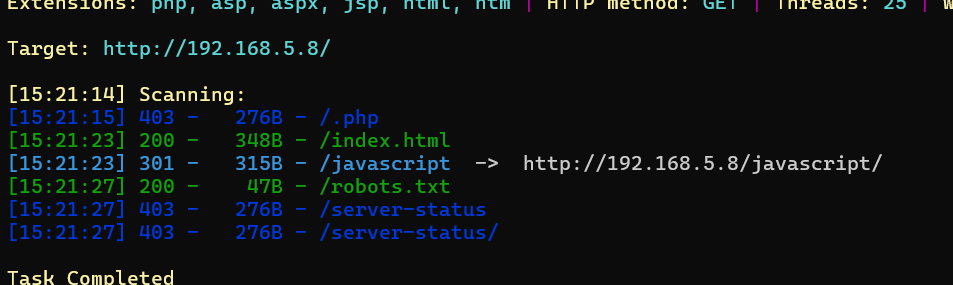 Extensions: php, asp, aspx, jsp, html, htm | HTTP method: GET | Threads: 25 |
Target: http://192.168.5.8/
[15:21:14] Scanning:
[15:21:15] 403 -   276B - /.php
[15:21:23] 200 -   348B - /index.html
[15:21:23] 301 -   315B - /javascript  ->  http://192.168.5.8/javascript/
[15:21:27] 200 -    47B - /robots.txt
[15:21:27] 403 -   276B - /server-status
[15:21:27] 403 -   276B - /server-status/
Task Completed